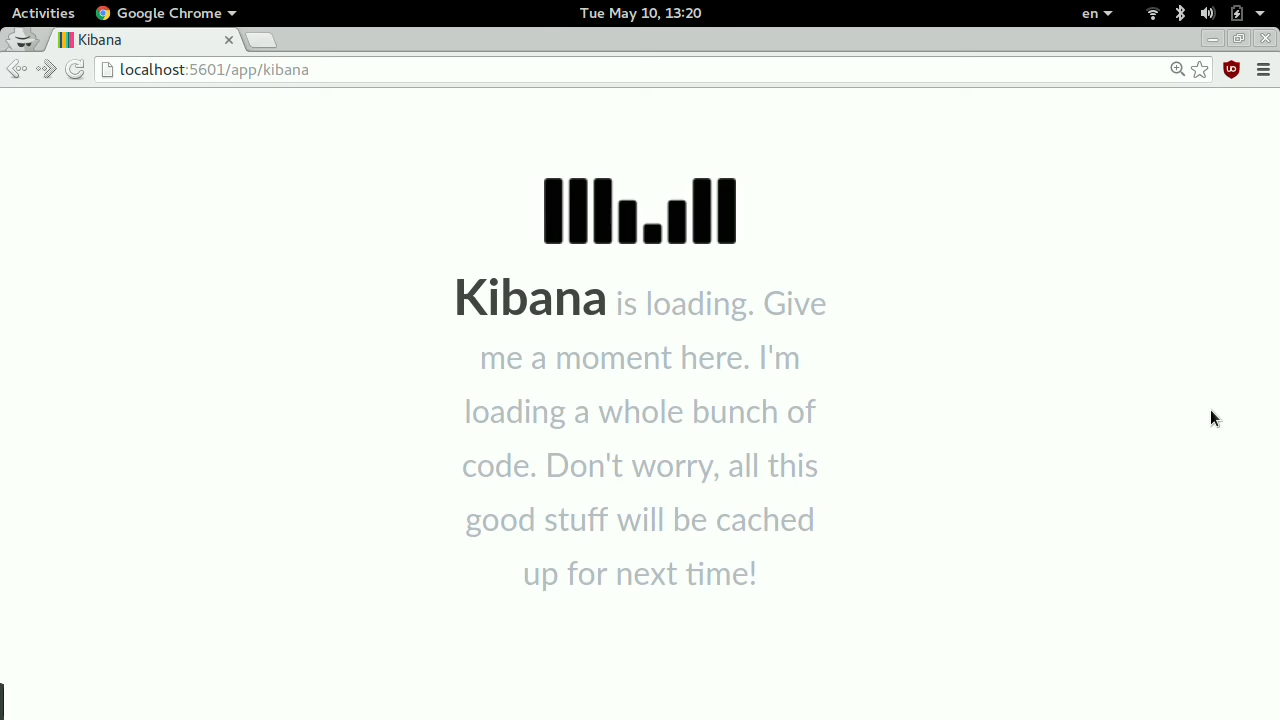 Activities Google Chrome Tue May 10, 13:20 en
Kibana
localhost:5601/app/kibana
Kibana is loading. Give
me a moment here. I'm
loading a whole bunch of
code. Don't worry, all this
good stuff will be cached
up for next time!